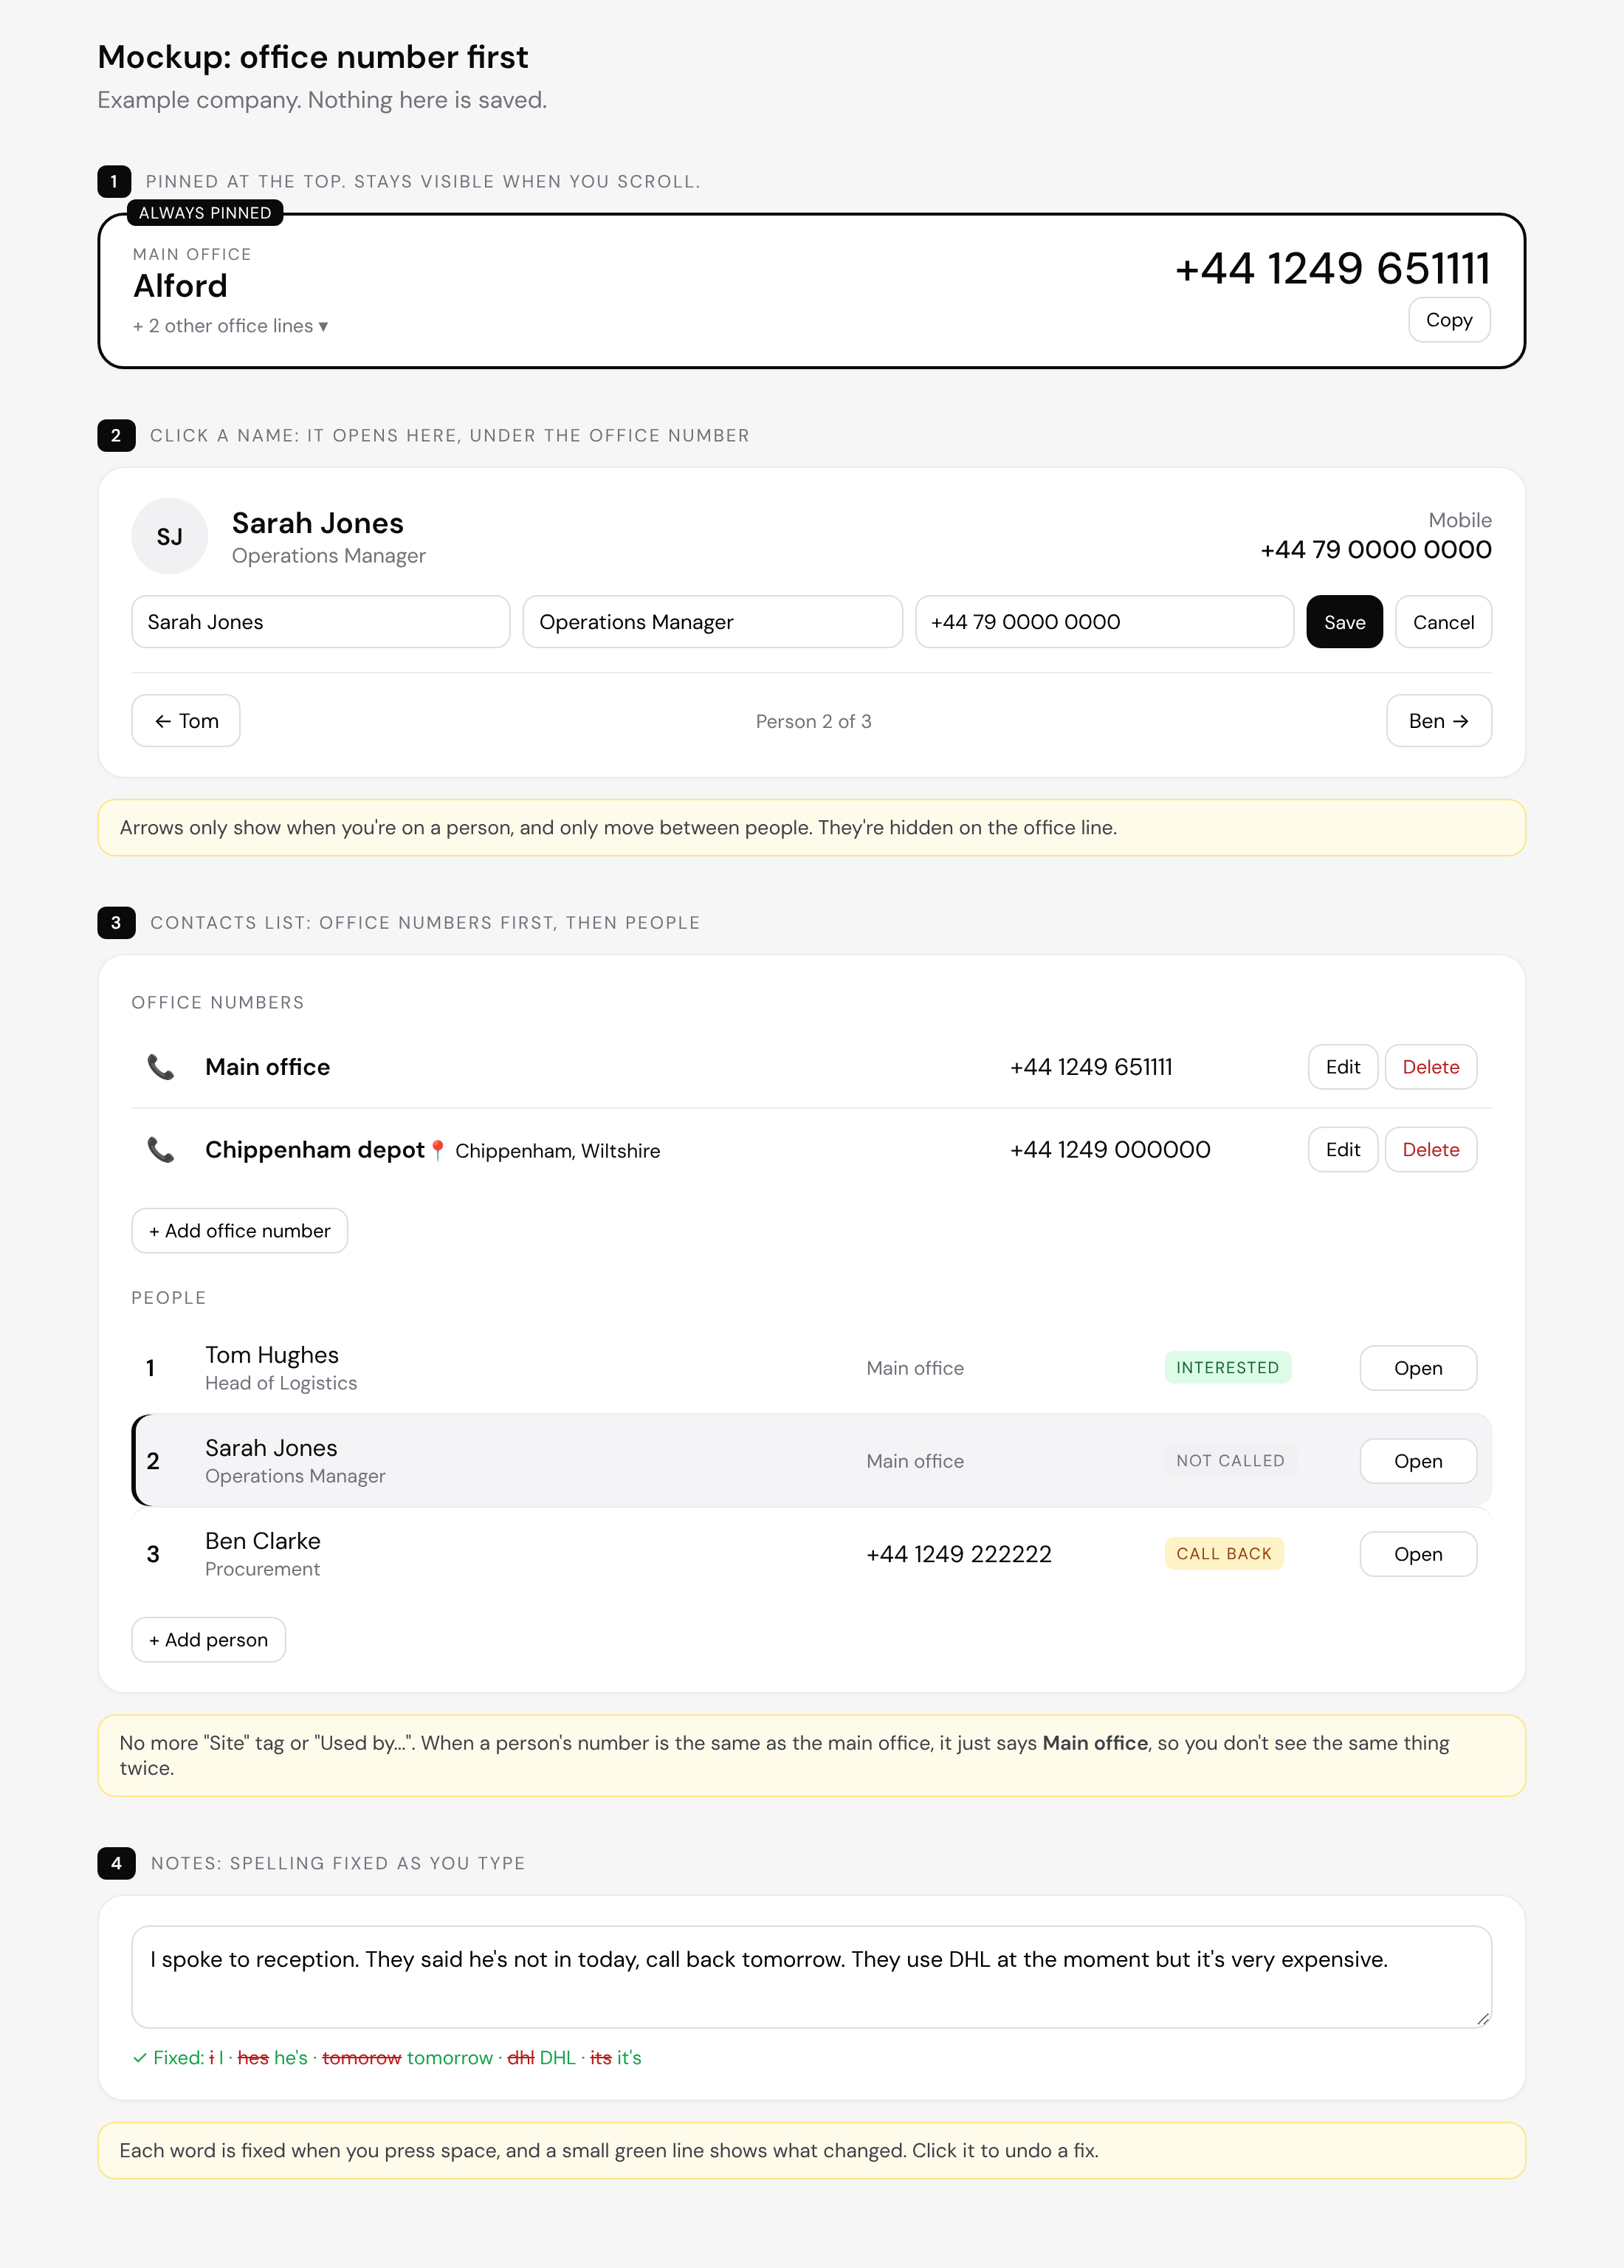 Mockup: office number first
Example company. Nothing here is saved.
1 PINNED AT THE TOP. STAYS VISIBLE WHEN YOU SCROLL.
ALWAYS PINNED
MAIN OFFICE
Alford
+ 2 other office lines ▾
+44 1249 651111
Copy
2 CLICK A NAME: IT OPENS HERE, UNDER THE OFFICE NUMBER
SJ
Sarah Jones
Operations Manager
Mobile
+44 79 0000 0000
Sarah Jones Operations Manager +44 79 0000 0000 Save Cancel
← Tom Person 2 of 3 Ben →
Arrows only show when you're on a person, and only move between people. They're hidden on the office line.
3 CONTACTS LIST: OFFICE NUMBERS FIRST, THEN PEOPLE
OFFICE NUMBERS
Main office +44 1249 651111 Edit Delete
Chippenham depot Chippenham, Wiltshire +44 1249 000000 Edit Delete
+ Add office number
PEOPLE
1 Tom Hughes Main office INTERESTED Open
Head of Logistics
2 Sarah Jones Main office NOT CALLED Open
Operations Manager
3 Ben Clarke +44 1249 222222 CALL BACK Open
Procurement
+ Add person
No more "Site" tag or "Used by...". When a person's number is the same as the main office, it just says Main office, so you don't see the same thing
twice.
4 NOTES: SPELLING FIXED AS YOU TYPE
I spoke to reception. They said he's not in today, call back tomorrow. They use DHL at the moment but it's very expensive.
✓ Fixed: i I · hes he's · tomorow tomorrow · dhl DHL · its it's
Each word is fixed when you press space, and a small green line shows what changed. Click it to undo a fix.